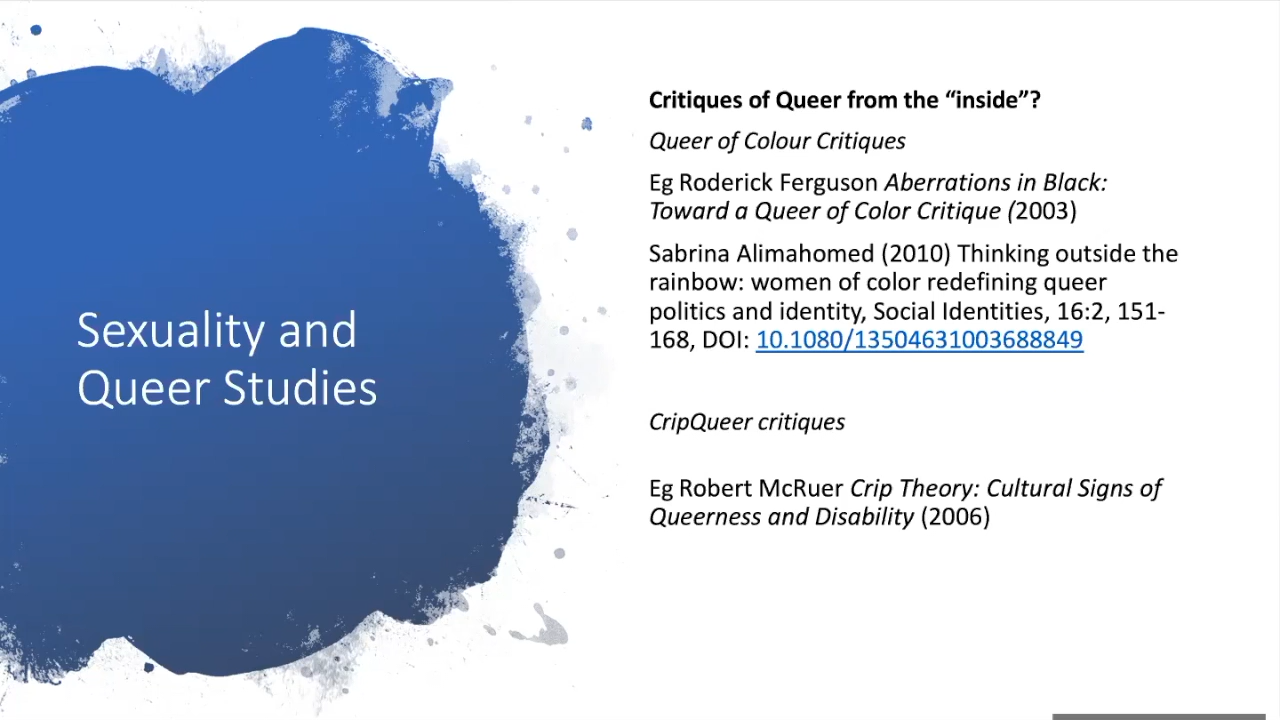 Sexuality and
Queer Studies
Critiques of Queer from the “inside”?
Queer of Colour Critiques
Eg Roderick Ferguson Aberrations in Black:
Toward a Queer of Color Critique (2003)
Sabrina Alimahomed (2010) Thinking outside the
rainbow: women of color redefining queer
politics and identity, Social Identities, 16:2, 151-
168, DOI: 10.1080/13504631003688849
CripQueer critiques
Eg Robert McRuer Crip Theory: Cultural Signs of
Queerness and Disability (2006)